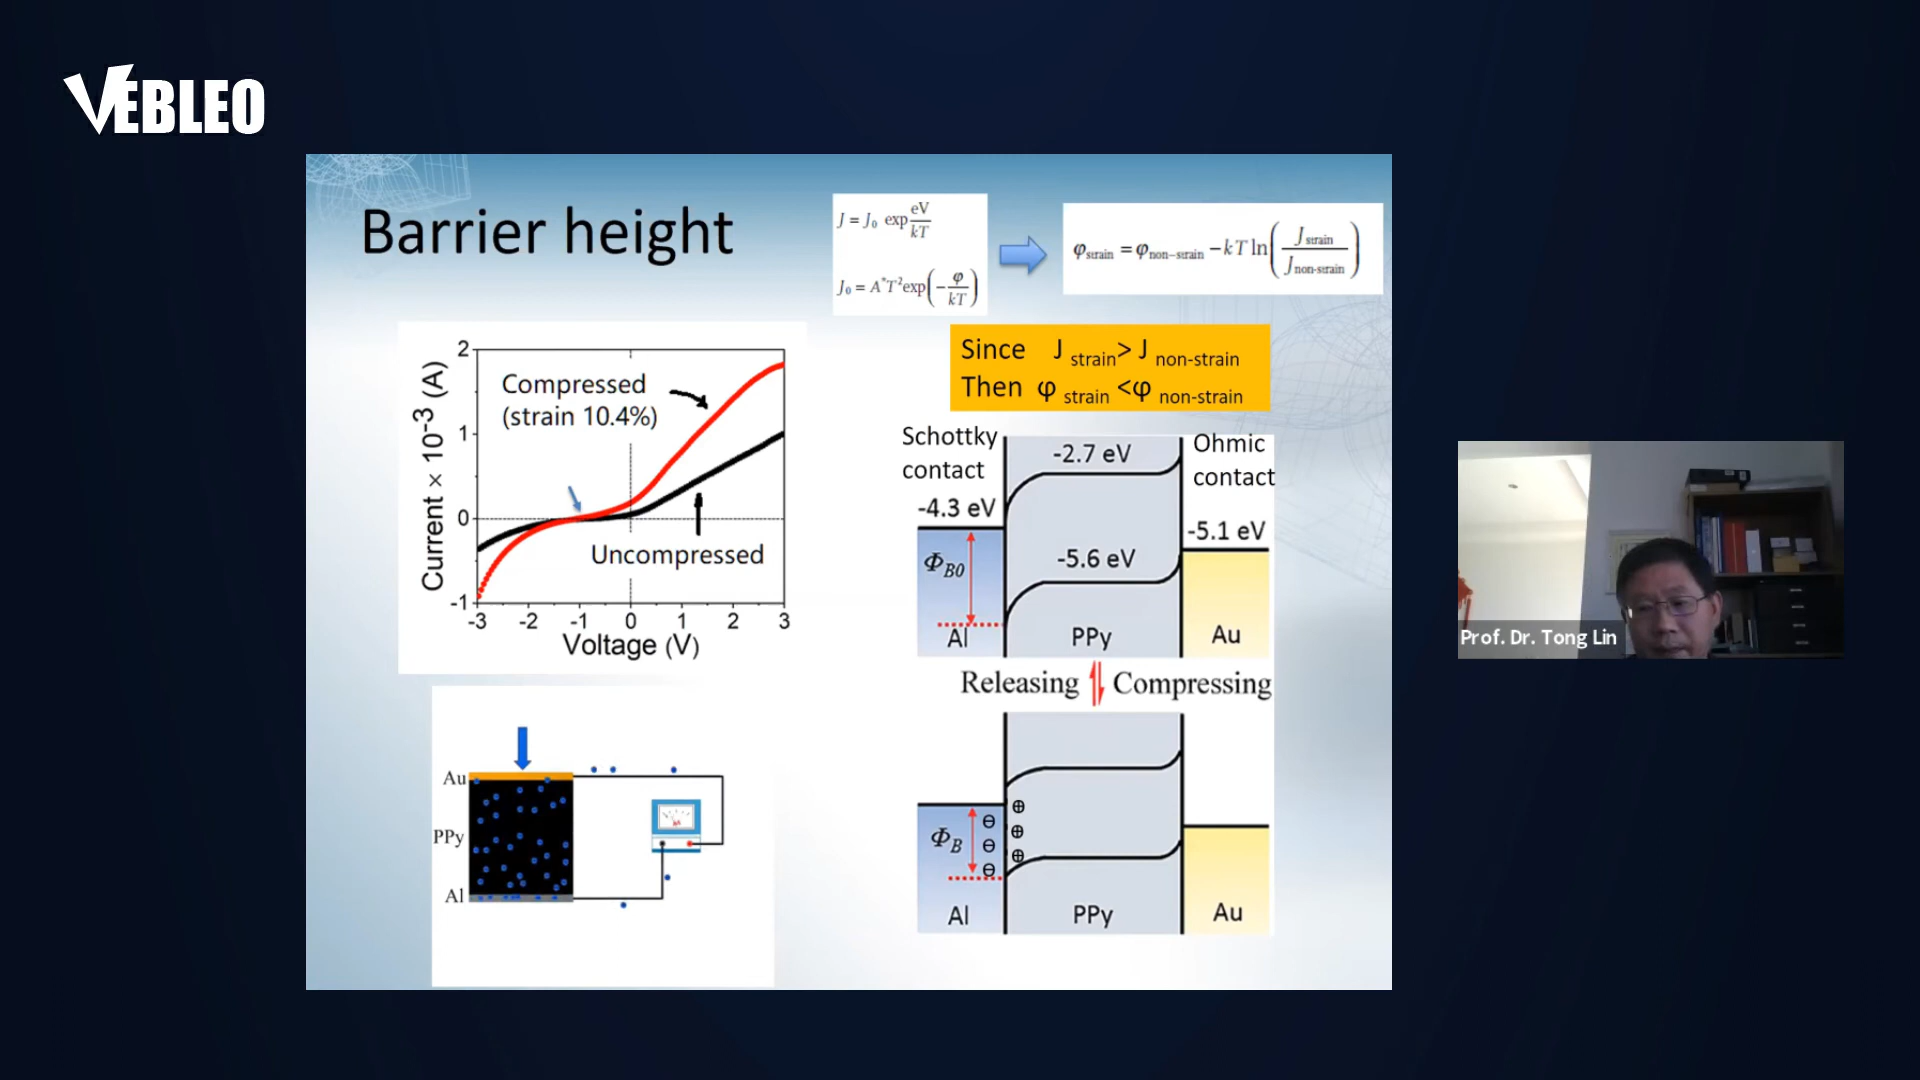 VEBLEO
Barrier height
J = J₀ exp eV/kT
J₀ = A*T² exp(−φ/kT)
φstrain = φnon−strain − kT ln(Jstrain/Jnon-strain)
Since J strain> J non-strain
Then φ strain <φ non-strain
Current × 10⁻³ (A)
2
1
0
-1
Compressed
(strain 10.4%)
Uncompressed
-3 -2 -1 0 1 2 3
Voltage (V)
Schottky
contact
Ohmic
contact
-2.7 eV
-4.3 eV
-5.1 eV
-5.6 eV
ΦB0
Al PPy Au
Releasing Compressing
ΦB
Al PPy Au
Au
PPy
Al
Prof. Dr. Tong Lin